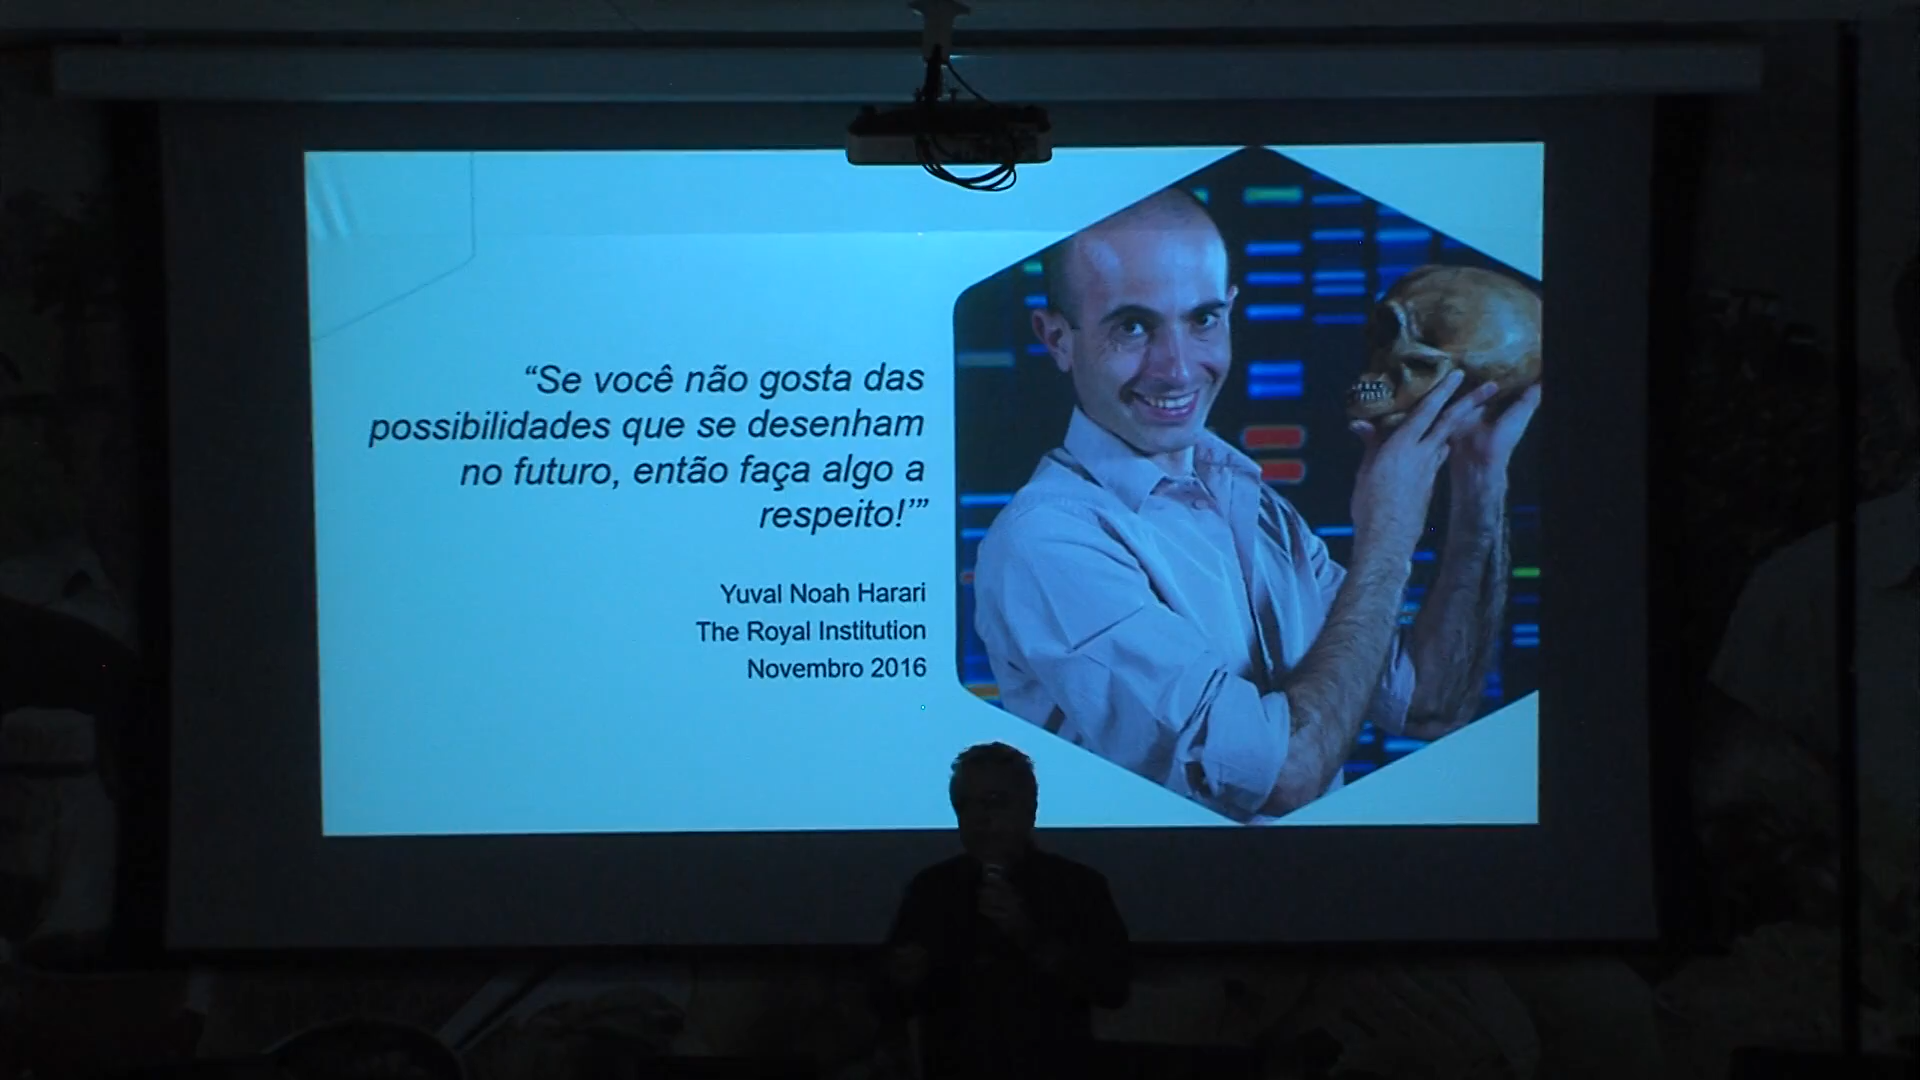 “Se você não gosta das
possibilidades que se desenham
no futuro, então faça algo a
respeito!’”
Yuval Noah Harari
The Royal Institution
Novembro 2016